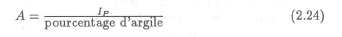 A = I_P / pourcentage d'argile (2.24)